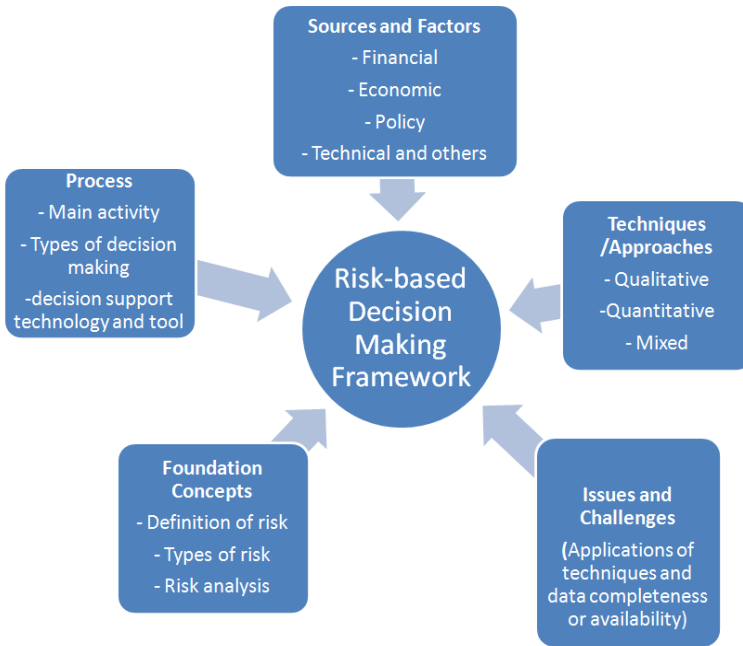 Sources and Factors
- Financial
- Economic
- Policy
- Technical and others
Process
- Main activity
- Types of decision
making
-decision support
technology and tool
Techniques
/Approaches
- Qualitative
-Quantitative
- Mixed
Risk-based
Decision
Making
Framework
Foundation
Concepts
- Definition of risk
- Types of risk
- Risk analysis
Issues and
Challenges
(Applications of
techniques and
data completeness
or availability)